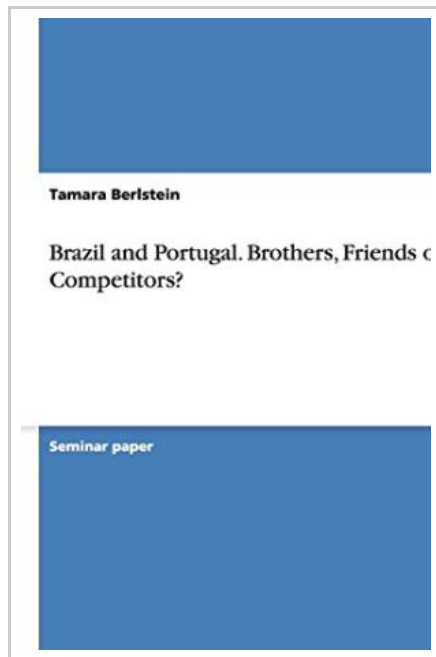 Tamara Berlstein
Brazil and Portugal. Brothers, Friends o
Competitors?
Seminar paper